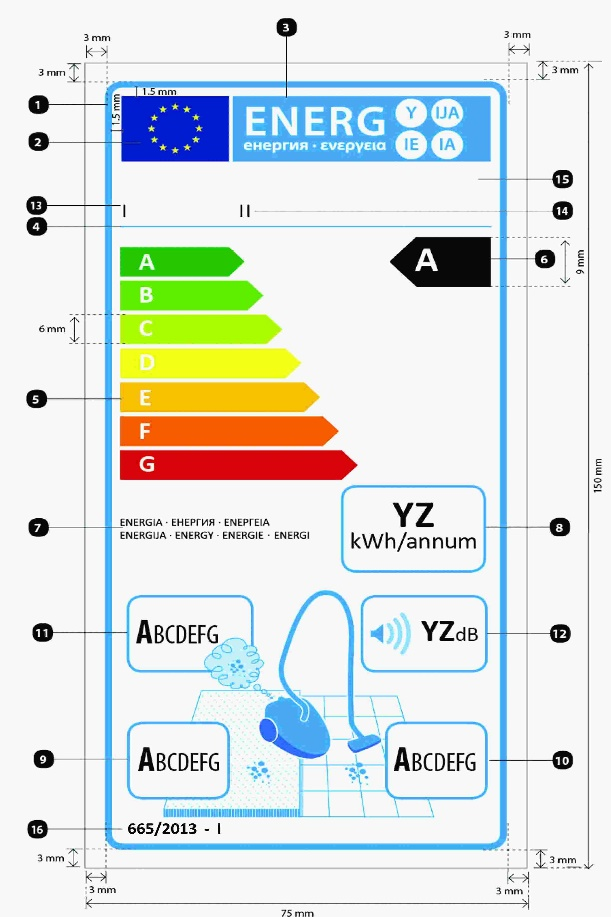 3
3 mm
3 mm
3 mm
3 mm
1.5 mm
1.5 mm
1
2
ENERG
Y IJA
IE IA
енергия · ενεργεια
15
13
I
II
14
4
A
A
6
9 mm
B
6 mm
C
D
5
E
F
G
150 mm
YZ
kWh/annum
8
7
ENERGIA · ЕНЕРГИЯ · ΕΝΕΡΓΕΙΑ
ENERGIJA · ENERGY · ENERGIE · ENERGI
11
ABCDEFG
YZdB
12
9
ABCDEFG
ABCDEFG
10
16
665/2013 - I
3 mm
3 mm
3 mm
3 mm
75 mm